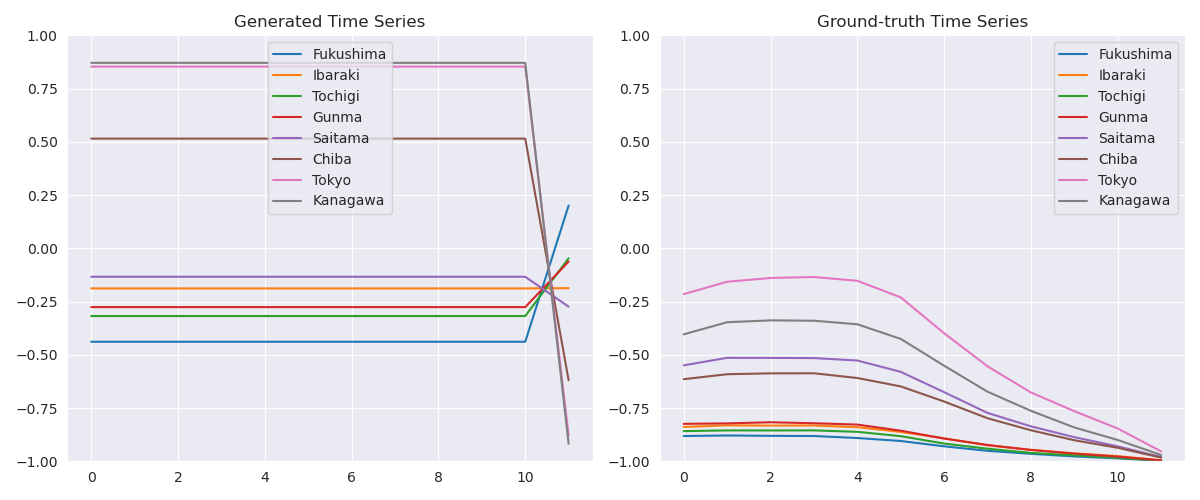 Generated Time Series
1.00
0.75
0.50
0.25
0.00
−0.25
−0.50
−0.75
−1.00
0 2 4 6 8 10
Fukushima
Ibaraki
Tochigi
Gunma
Saitama
Chiba
Tokyo
Kanagawa
Ground-truth Time Series
1.00
0.75
0.50
0.25
0.00
−0.25
−0.50
−0.75
−1.00
0 2 4 6 8 10
Fukushima
Ibaraki
Tochigi
Gunma
Saitama
Chiba
Tokyo
Kanagawa